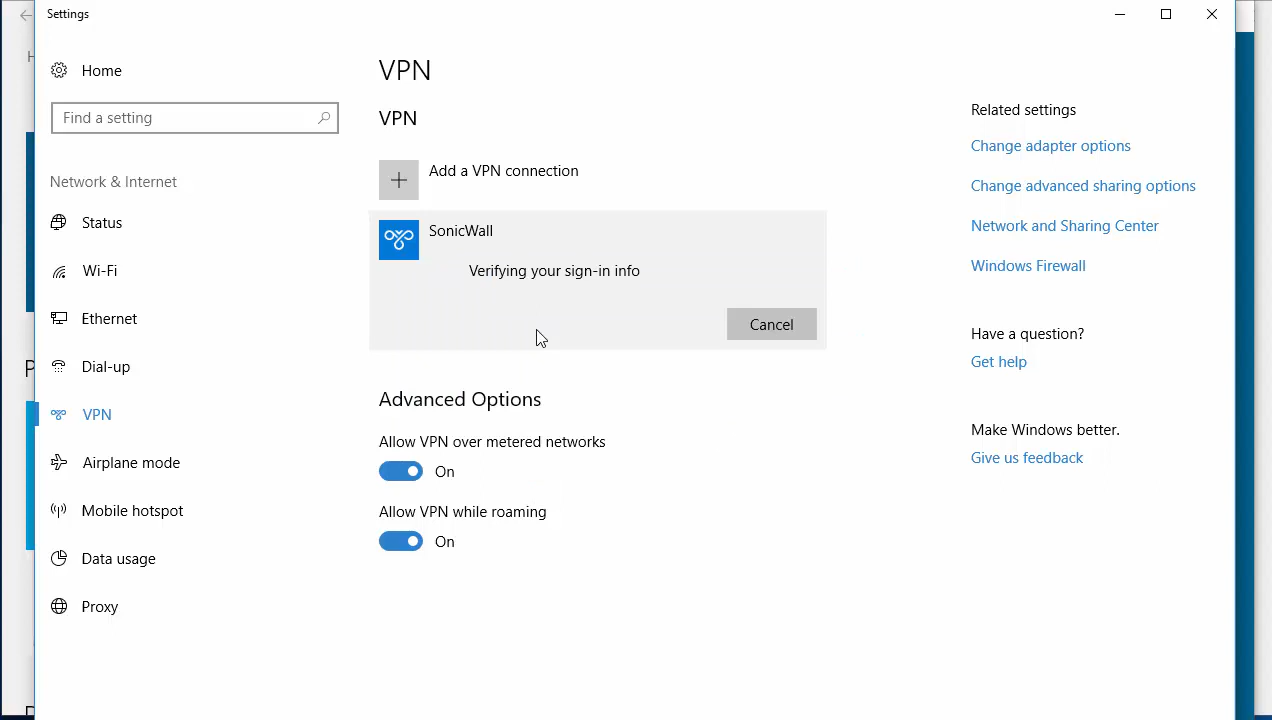 Settings
Home
Find a setting
Network & Internet
Status
Wi-Fi
Ethernet
Dial-up
VPN
Airplane mode
Mobile hotspot
Data usage
Proxy
VPN
VPN
Add a VPN connection
SonicWall
Verifying your sign-in info
Cancel
Advanced Options
Allow VPN over metered networks
On
Allow VPN while roaming
On
Related settings
Change adapter options
Change advanced sharing options
Network and Sharing Center
Windows Firewall
Have a question?
Get help
Make Windows better.
Give us feedback